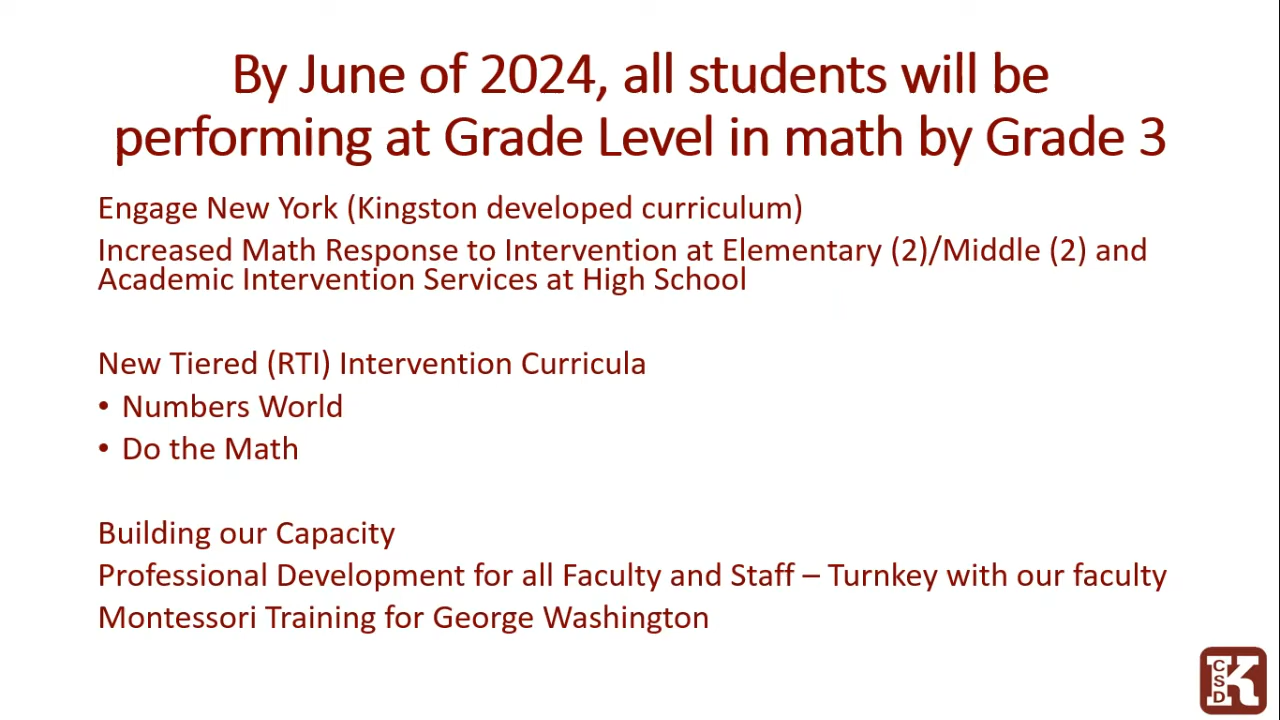 By June of 2024, all students will be
performing at Grade Level in math by Grade 3
Engage New York (Kingston developed curriculum)
Increased Math Response to Intervention at Elementary (2)/Middle (2) and
Academic Intervention Services at High School
New Tiered (RTI) Intervention Curricula
• Numbers World
• Do the Math
Building our Capacity
Professional Development for all Faculty and Staff – Turnkey with our faculty
Montessori Training for George Washington
K CSD